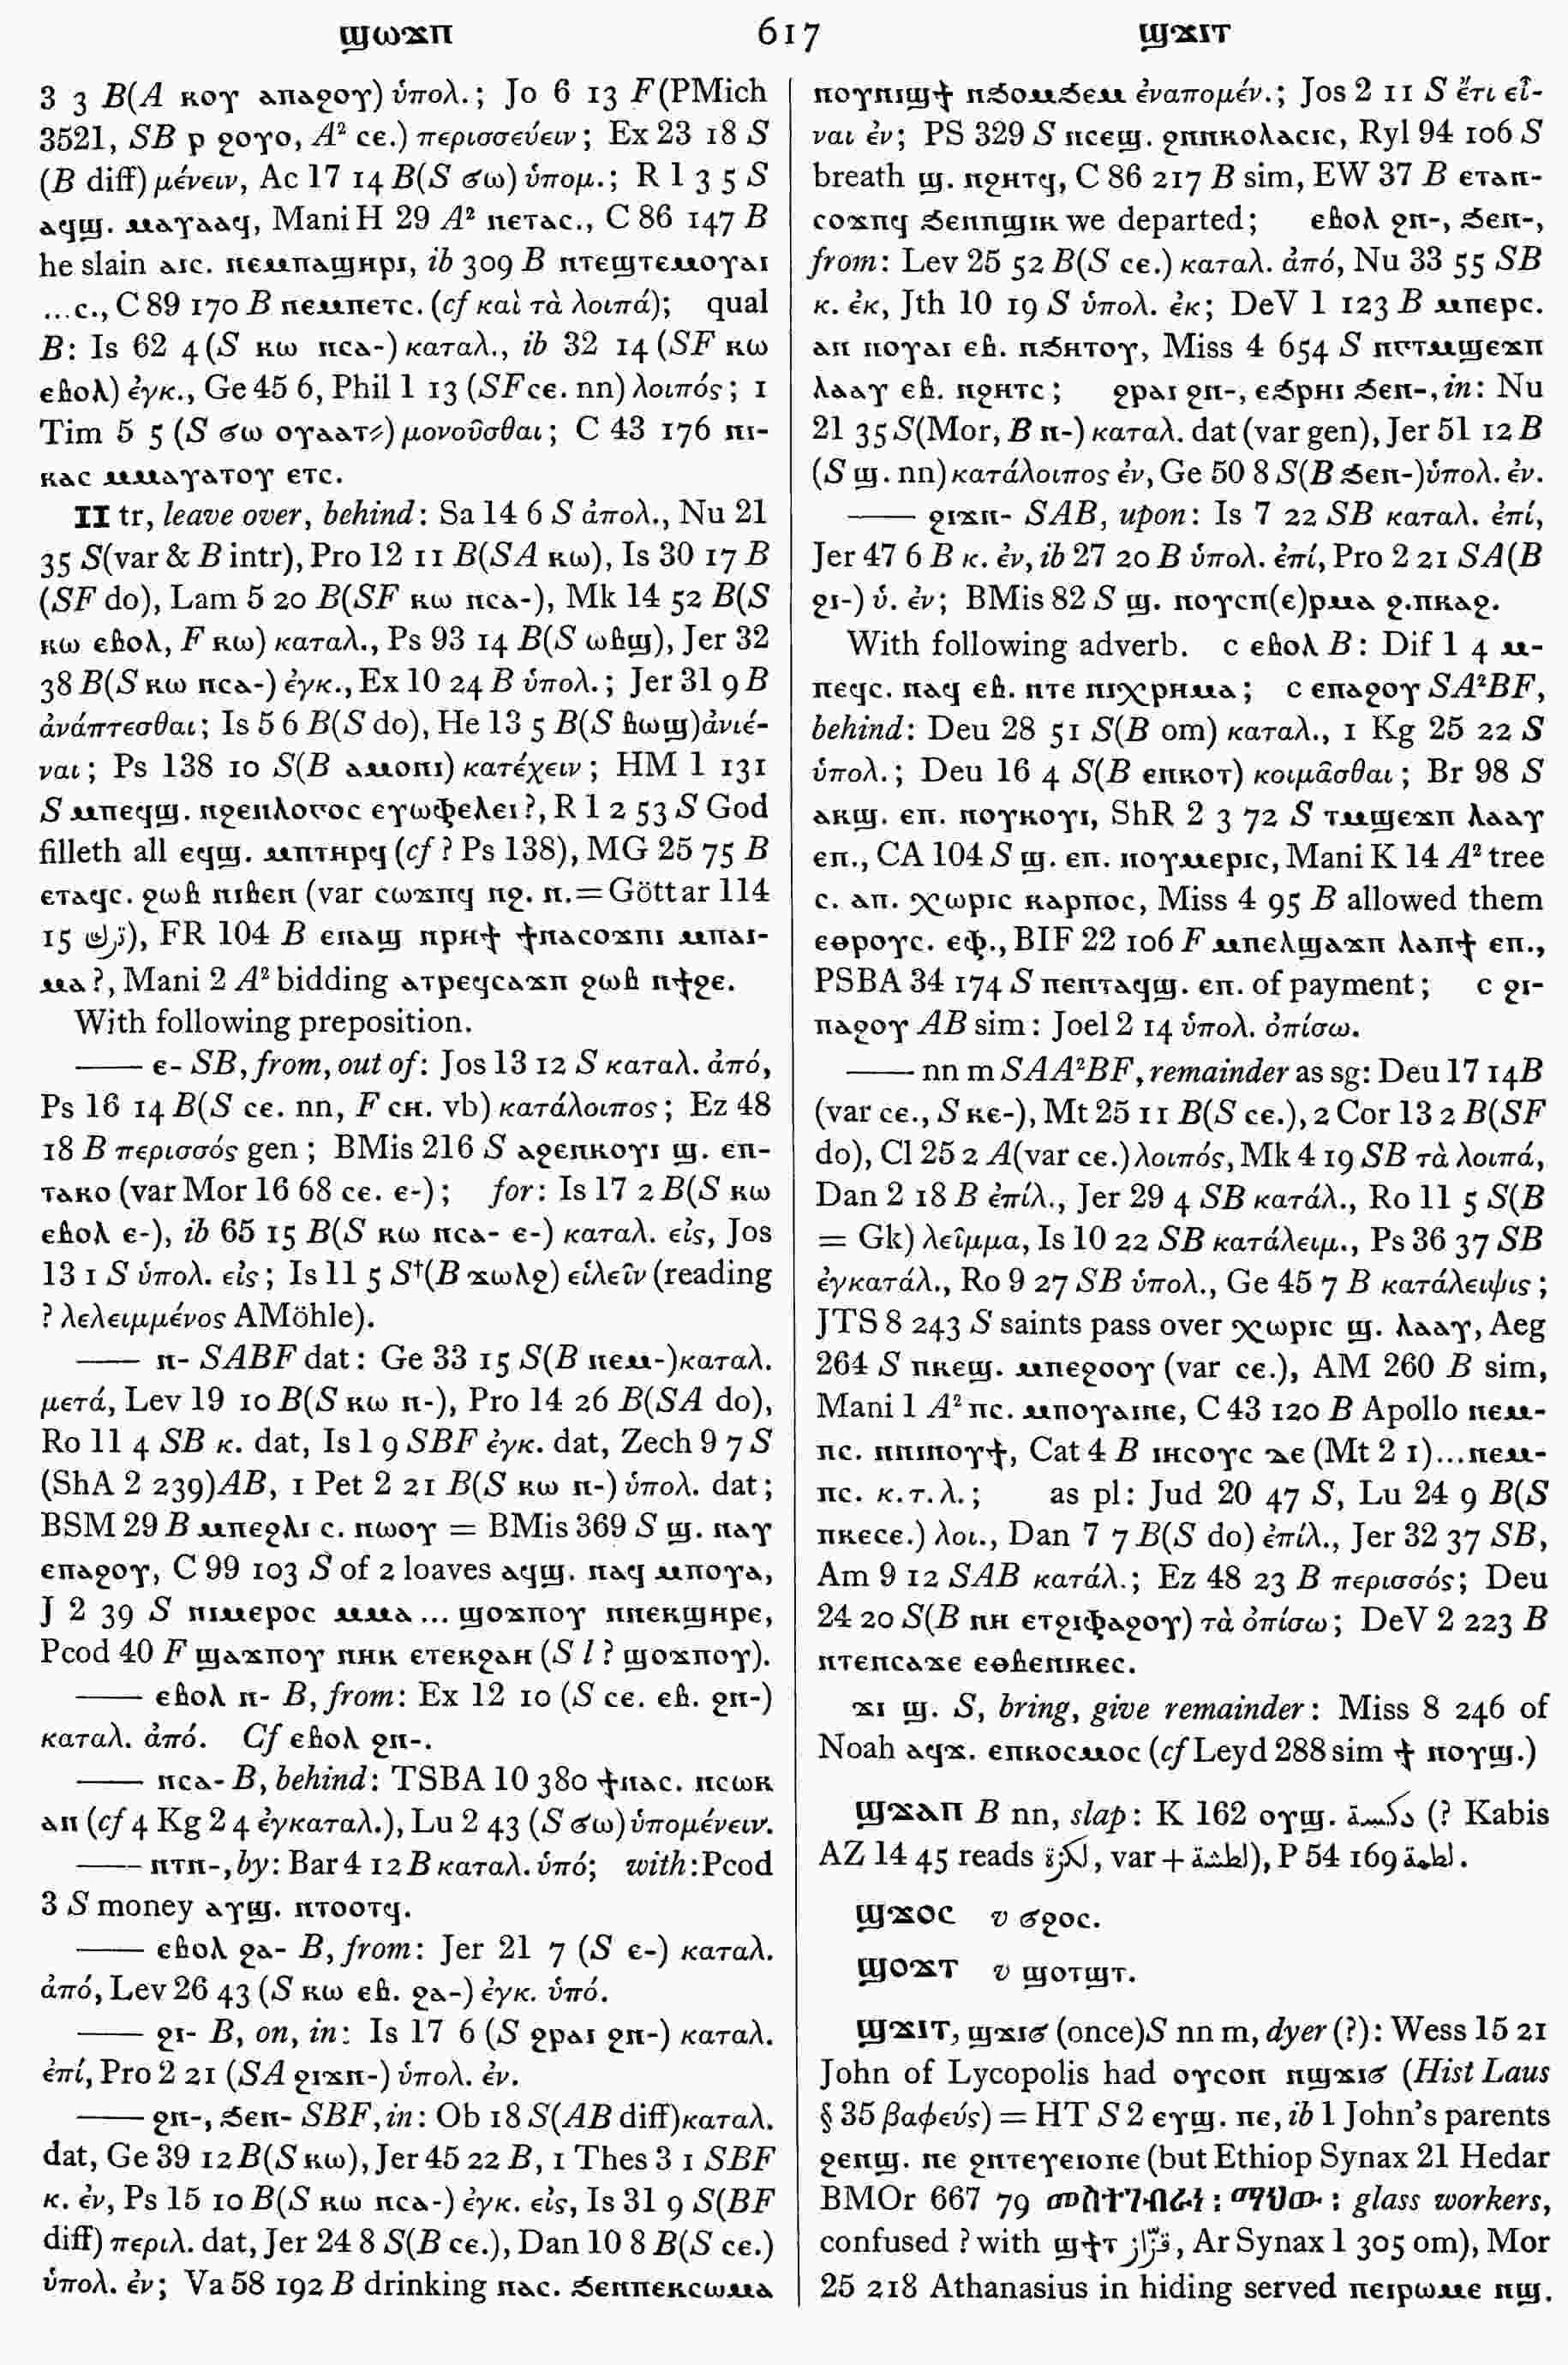 ϣωϫⲡ 617 ϣϫⲓⲧ
3 3 B(A ⲕⲟⲩ ⲁⲡⲁϩⲟⲩ) ὑπολ.; Jo 6 13 F(PMich
3521, SB ⲣ ϩⲟⲩⲟ, A² ⲥⲉ.) περισσεύειν; Ex 23 18 S
(B diff) μένειν, Ac 17 14 B(S ϭⲱ) ὑπομ.; R 1 3 5 S
ⲁϥϣ. ⲙⲁⲩⲁⲁϥ, Mani H 29 A² ⲡⲉⲧⲁⲥ., C 86 147 B
he slain ⲁⲓⲥ. ⲛⲉⲙⲡⲁϣⲏⲣⲓ, ib 309 B ⲛⲧⲉϣⲧⲉⲙⲟⲩⲁⲓ
...ⲥ., C 89 170 B ⲛⲉⲙⲡⲉⲧⲥ. (cf καὶ τὰ λοιπά); qual
B: Is 62 4 (S ⲕⲱ ⲛⲥⲁ-) καταλ., ib 32 14 (SF ⲕⲱ
ⲉⲃⲟⲗ) ἐγκ., Ge 45 6, Phil 1 13 (SF ⲥⲉ. nn) λοιπός; 1
Tim 5 5 (S ϭⲱ ⲟⲩⲁⲁⲧ⸗) μονοῦσθαι; C 43 176 ⲡⲓ-
ⲕⲁⲥ ⲙⲙⲁⲩⲁⲧⲟⲩ ⲉⲧⲥ.
II tr, leave over, behind: Sa 14 6 S ἀπολ., Nu 21
35 S(var & B intr), Pro 12 11 B(SA ⲕⲱ), Is 30 17 B
(SF do), Lam 5 20 B(SF ⲕⲱ ⲛⲥⲁ-), Mk 14 52 B(S
ⲕⲱ ⲉⲃⲟⲗ, F ⲕⲱ) καταλ., Ps 93 14 B(S ⲱⲃϣ), Jer 32
38 B(S ⲕⲱ ⲛⲥⲁ-) ἐγκ., Ex 10 24 B ὑπολ.; Jer 31 9 B
ἀνάπτεσθαι; Is 5 6 B(S do), He 13 5 B(S ⲃⲱϣ) ἀνιέ-
ναι; Ps 138 10 S(B ⲁⲙⲟⲛⲓ) κατέχειν; HM 1 131
S ⲙⲡⲉϥϣ. ⲛϩⲉⲛⲗⲟⲅⲟⲥ ⲉⲩⲱⲫⲉⲗⲉⲓ?, R 1 2 53 S God
filleth all ⲉϥϣ. ⲙⲡⲧⲏⲣϥ (cf ? Ps 138), MG 25 75 B
ⲉⲧⲁϥⲥ. ϩⲱⲃ ⲛⲓⲃⲉⲛ (var ⲥⲱϫⲡϥ ⲛϩ. ⲛ. = Göttar 114
15), FR 104 B ⲉⲛⲁϣ ⲛⲣⲏϯ ϯⲛⲁⲥⲟϫⲡⲓ ⲙⲡⲁⲓ-
ⲙⲁ?, Mani 2 A² bidding ⲁⲧⲣⲉϥⲥⲁϫⲡ ϩⲱⲃ ⲛϯϩⲉ.
With following preposition.
—— ⲉ- SB, from, out of: Jos 13 12 S καταλ. ἀπό,
Ps 16 14 B(S ⲥⲉ. nn, F ⲥⲏ. vb) κατάλοιπος; Ez 48
18 B περισσός gen; BMis 216 S ⲁϩⲉⲛⲕⲟⲩⲓ ϣ. ⲉⲡ-
ⲧⲁⲕⲟ (var Mor 16 68 ⲥⲉ. ⲉ-); for: Is 17 2 B(S ⲕⲱ
ⲉⲃⲟⲗ ⲉ-), ib 65 15 B(S ⲕⲱ ⲛⲥⲁ- ⲉ-) καταλ. εἰς, Jos
13 1 S ὑπολ. εἰς; Is 11 5 S†(B ϫⲱⲗϩ) εἱλεῖν (reading
? λελειμμένος AMöhle).
—— ⲛ- SABF dat: Ge 33 15 S(B ⲛⲉⲙ-) καταλ.
μετά, Lev 19 10 B(S ⲕⲱ ⲛ-), Pro 14 26 B(SA do),
Ro 11 4 SB κ. dat, Is 1 9 SBF ἐγκ. dat, Zech 9 7 S
(ShA 2 239)AB, 1 Pet 2 21 B(S ⲕⲱ ⲛ-) ὑπολ. dat;
BSM 29 B ⲙⲡⲉϩⲗⲓ ⲥ. ⲛⲱⲟⲩ = BMis 369 S ϣ. ⲛⲁⲩ
ⲉⲡⲁϩⲟⲩ, C 99 103 S of 2 loaves ⲁϥϣ. ⲛⲁϥ ⲙⲡⲟⲩⲁ,
J 2 39 S ⲡⲓⲙⲉⲣⲟⲥ ⲙⲙⲁ... ϣⲟϫⲡⲟⲩ ⲛⲛⲉⲕϣⲏⲣⲉ,
Pcod 40 F ϣⲁϫⲡⲟⲩ ⲛⲏⲕ ⲉⲧⲉⲕϩⲁⲏ (S l ? ϣⲟϫⲡⲟⲩ).
—— ⲉⲃⲟⲗ ⲛ- B, from: Ex 12 10 (S ⲥⲉ. ⲉⲃ. ϩⲛ-)
καταλ. ἀπό. Cf ⲉⲃⲟⲗ ϩⲛ-.
—— ⲛⲥⲁ- B, behind: TSBA 10 380 ϯⲛⲁⲥ. ⲛⲥⲱⲕ
ⲁⲛ (cf 4 Kg 2 4 ἐγκαταλ.), Lu 2 43 (S ϭⲱ) ὑπομένειν.
—— ⲛⲧⲛ-, by: Bar 4 12 B καταλ. ὑπό; with: Pcod
3 S money ⲁⲩϣ. ⲛⲧⲟⲟⲧϥ.
—— ⲉⲃⲟⲗ ϩⲁ- B, from: Jer 21 7 (S ⲉ-) καταλ.
ἀπό, Lev 26 43 (S ⲕⲱ ⲉⲃ. ϩⲁ-) ἐγκ. ὑπό.
—— ϩⲓ- B, on, in: Is 17 6 (S ϩⲣⲁⲓ ϩⲛ-) καταλ.
ἐπί, Pro 2 21 (SA ϩⲓϫⲛ-) ὑπολ. ἐν.
—— ϩⲛ-, ϧⲉⲛ- SBF, in: Ob 18 S(AB diff) καταλ.
dat, Ge 39 12 B(S ⲕⲱ), Jer 45 22 B, 1 Thes 3 1 SBF
κ. ἐν, Ps 15 10 B(S ⲕⲱ ⲛⲥⲁ-) ἐγκ. εἰς, Is 31 9 S(BF
diff) περιλ. dat, Jer 24 8 S(B ⲥⲉ.), Dan 10 8 B(S ⲥⲉ.)
ὑπολ. ἐν; Va 58 192 B drinking ⲛⲁⲥ. ϧⲉⲛⲡⲉⲕⲥⲱⲙⲁ
ⲛⲟⲩⲛⲓϣϯ ⲛϧⲟⲙϧⲉⲙ ἐναπομέν.; Jos 2 11 S ἔτι εἶ-
ναι ἐν; PS 329 S ⲛⲥⲉϣ. ϩⲛⲛⲕⲟⲗⲁⲥⲓⲥ, Ryl 94 106 S
breath ϣ. ⲛϩⲏⲧϥ, C 86 217 B sim, EW 37 B ⲉⲧⲁⲛ-
ⲥⲟϫⲡϥ ϧⲉⲛⲡϣⲓⲕ we departed; ⲉⲃⲟⲗ ϩⲛ-, ϧⲉⲛ-,
from: Lev 25 52 B(S ⲥⲉ.) καταλ. ἀπό, Nu 33 55 SB
κ. ἐκ, Jth 10 19 S ὑπολ. ἐκ; DeV 1 123 B ⲙⲡⲉⲣⲥ.
ⲁⲛ ⲛⲟⲩⲁⲓ ⲉⲃ. ⲛϧⲏⲧⲟⲩ, Miss 4 654 S ⲛⲅⲧⲙϣⲉϫⲡ
ⲗⲁⲁⲩ ⲉⲃ. ⲛϩⲏⲧⲥ; ϩⲣⲁⲓ ϩⲛ-, ⲉϧⲣⲏⲓ ϧⲉⲛ-, in: Nu
21 35 S(Mor, B ⲛ-) καταλ. dat (var gen), Jer 51 12 B
(S ϣ. nn) κατάλοιπος ἐν, Ge 50 8 S(B ϧⲉⲛ-) ὑπολ. ἐν.
—— ϩⲓϫⲛ- SAB, upon: Is 7 22 SB καταλ. ἐπί,
Jer 47 6 B κ. ἐν, ib 27 20 B ὑπολ. ἐπί, Pro 2 21 SA(B
ϩⲓ-) ὑ. ἐν; BMis 82 S ϣ. ⲛⲟⲩⲥⲡ(ⲉ)ⲣⲙⲁ ϩ.ⲡⲕⲁϩ.
With following adverb. ⲥ ⲉⲃⲟⲗ B: Dif 1 4 ⲙ-
ⲡⲉϥⲥ. ⲛⲁϥ ⲉⲃ. ⲛⲧⲉ ⲡⲓⲭⲣⲏⲙⲁ; ⲥ ⲉⲡⲁϩⲟⲩ SA²BF,
behind: Deu 28 51 S(B om) καταλ., 1 Kg 25 22 S
ὑπολ.; Deu 16 4 S(B ⲉⲛⲕⲟⲧ) κοιμᾶσθαι; Br 98 S
ⲁⲕϣ. ⲉⲡ. ⲛⲟⲩⲕⲟⲩⲓ, ShR 2 3 72 S ⲧⲙϣⲉϫⲡ ⲗⲁⲁⲩ
ⲉⲡ., CA 104 S ϣ. ⲉⲡ. ⲛⲟⲩⲙⲉⲣⲓⲥ, Mani K 14 A² tree
ⲥ. ⲁⲡ. ⲭⲱⲣⲓⲥ ⲕⲁⲣⲡⲟⲥ, Miss 4 95 B allowed them
ⲉⲑⲣⲟⲩⲥ. ⲉⲫ., BIF 22 106 F ⲙⲡⲉⲗϣⲁϫⲡ ⲗⲁⲡϯ ⲉⲡ.,
PSBA 34 174 S ⲡⲉⲛⲧⲁϥϣ. ⲉⲡ. of payment; ⲥ ϩⲓ-
ⲡⲁϩⲟⲩ AB sim: Joel 2 14 ὑπολ. ὀπίσω.
—— nn m SAA²BF, remainder as sg: Deu 17 14 B
(var ⲥⲉ., S ⲕⲉ-), Mt 25 11 B(S ⲥⲉ.), 2 Cor 13 2 B(SF
do), Cl 25 2 A(var ⲥⲉ.) λοιπός, Mk 4 19 SB τὰ λοιπά,
Dan 2 18 B ἐπίλ., Jer 29 4 SB κατάλ., Ro 11 5 S(B
= Gk) λεῖμμα, Is 10 22 SB κατάλειμ., Ps 36 37 SB
ἐγκατάλ., Ro 9 27 SB ὑπολ., Ge 45 7 B κατάλειψις;
JTS 8 243 S saints pass over ⲭⲱⲣⲓⲥ ϣ. ⲗⲁⲁⲩ, Aeg
264 S ⲡⲕⲉϣ. ⲙⲡⲉϩⲟⲟⲩ (var ⲥⲉ.), AM 260 B sim,
Mani 1 A² ⲡⲥ. ⲙⲡⲟⲩⲁⲓⲛⲉ, C 43 120 B Apollo ⲛⲉⲙ-
ⲡⲥ. ⲛⲛⲓⲛⲟⲩϯ, Cat 4 B ⲓⲏⲥⲟⲩⲥ ⲇⲉ (Mt 2 1)...ⲛⲉⲙ-
ⲡⲥ. κ.τ.λ.; as pl: Jud 20 47 S, Lu 24 9 B(S
ⲡⲕⲉⲥⲉ.) λοι., Dan 7 7 B(S do) ἐπίλ., Jer 32 37 SB,
Am 9 12 SAB κατάλ.; Ez 48 23 B περισσός; Deu
24 20 S(B ⲛⲏ ⲉⲧϩⲓⲫⲁϩⲟⲩ) τὰ ὀπίσω; DeV 2 223 B
ⲛⲧⲉⲛⲥⲁϫⲉ ⲉⲑⲃⲉⲛⲓⲕⲉⲥ.
ϫⲓ ϣ. S, bring, give remainder: Miss 8 246 of
Noah ⲁϥϫ. ⲉⲡⲕⲟⲥⲙⲟⲥ (cf Leyd 288 sim ϯ ⲛⲟⲩϣ.)
ϣϫⲁⲡ B nn, slap: K 162 ⲟⲩϣ. (? Kabis
AZ 14 45 reads, var +), P 54 169
ϣϫⲟⲥ v ϭϩⲟⲥ.
ϣⲟϫⲧ v ϣⲟⲧϣⲧ.
ϣϫⲓⲧ, ϣϫⲓϭ (once) S nn m, dyer (?): Wess 15 21
John of Lycopolis had ⲟⲩⲥⲟⲛ ⲛϣϫⲓϭ (Hist Laus
§ 35 βαφεύς) = HT S 2 ⲉⲩϣ. ⲡⲉ, ib 1 John's parents
ϩⲉⲛϣ. ⲛⲉ ϩⲛⲧⲉⲩⲉⲓⲟⲡⲉ (but Ethiop Synax 21 Hedar
BMOr 667 79 glass workers,
confused ? with ϣϯⲧ, Ar Synax 1 305 om), Mor
25 218 Athanasius in hiding served ⲡⲉⲓⲣⲱⲙⲉ ⲛϣ.